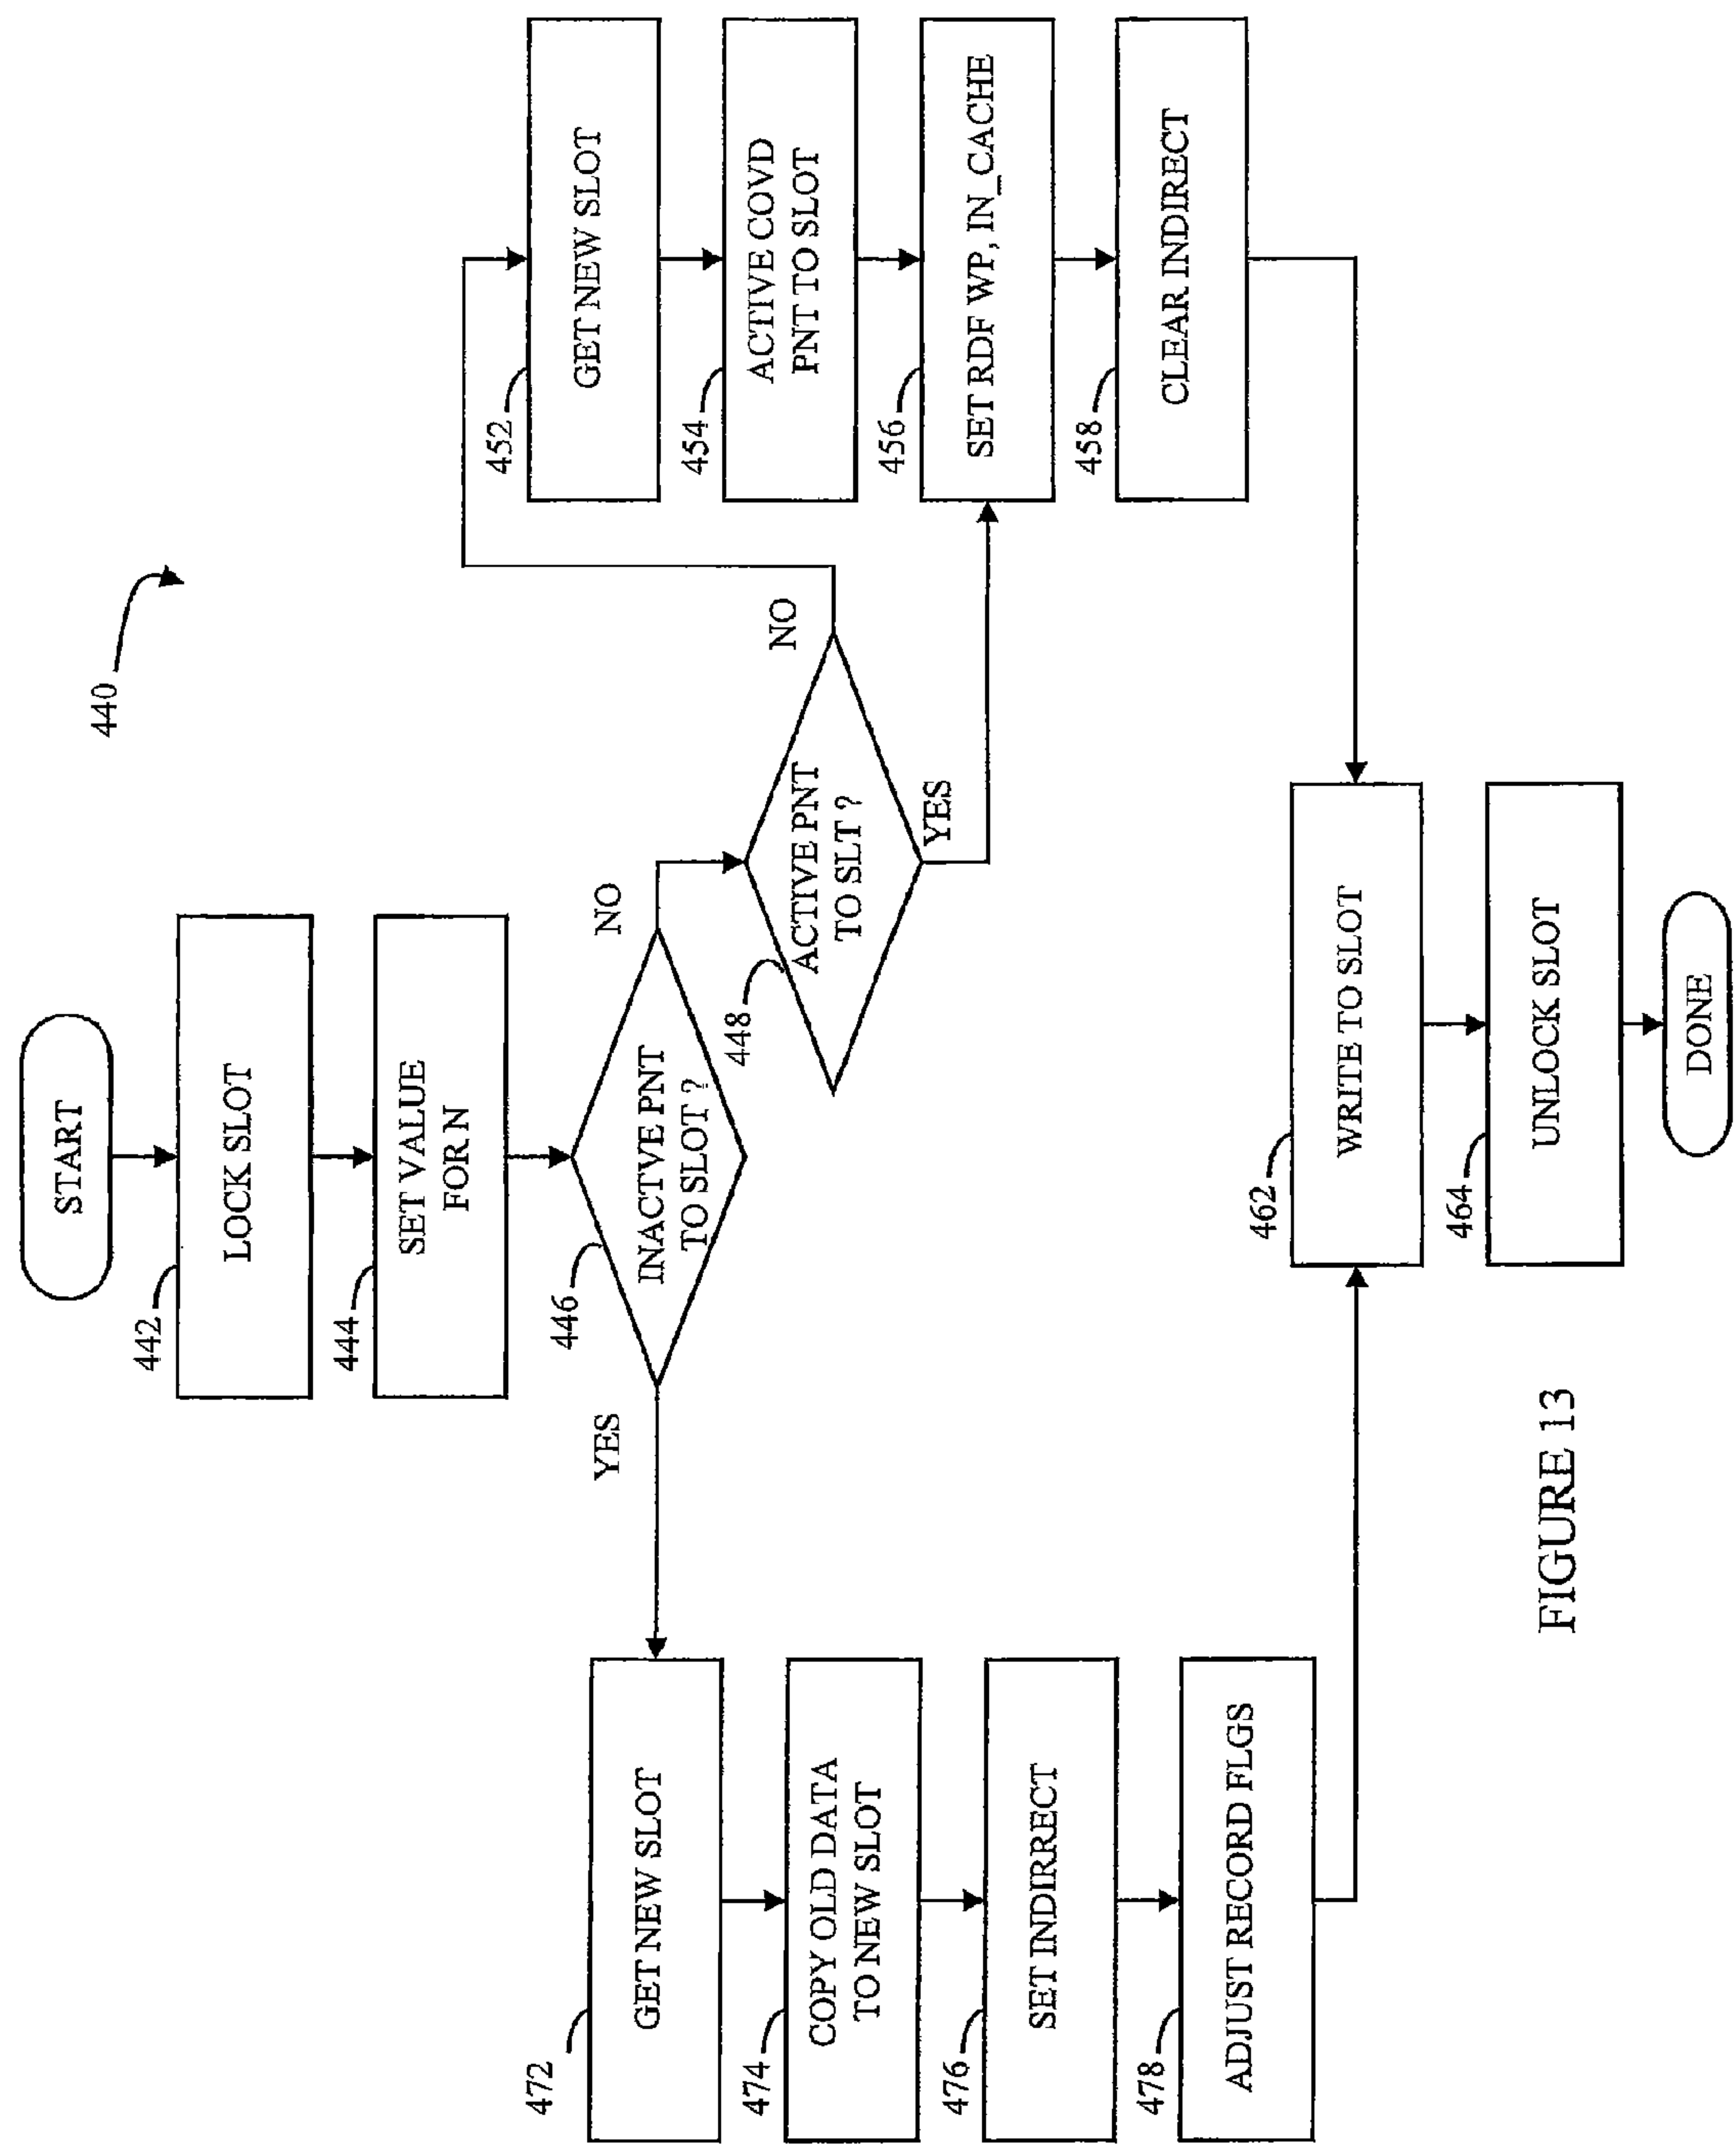 440
START
442
LOCK SLOT
444
SET VALUE
FOR N
446
INACTVE PNT
TO SLOT ?
YES
NO
448
ACTIVE PNT
TO SLT ?
NO
YES
452
GET NEW SLOT
454
ACTIVE COVD
PNT TO SLOT
456
SET RDF WP, IN_CACHE
458
CLEAR INDIRECT
472
GET NEW SLOT
474
COPY OLD DATA
TO NEW SLOT
476
SET INDIRRECT
478
ADJUST RECORD FLGS
462
WRITE TO SLOT
464
UNLOCK SLOT
DONE
FIGURE 13